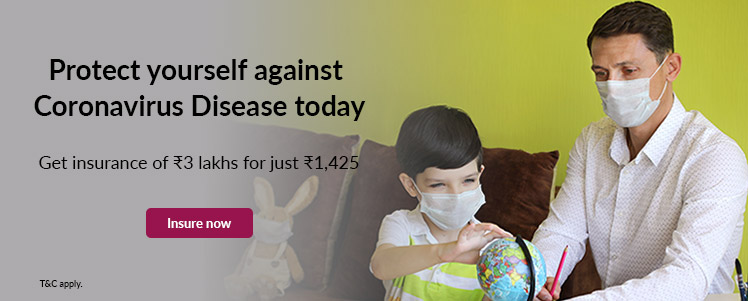 Protect yourself against
Coronavirus Disease today
Get insurance of ₹3 lakhs for just ₹1,425
Insure now
T&C apply.